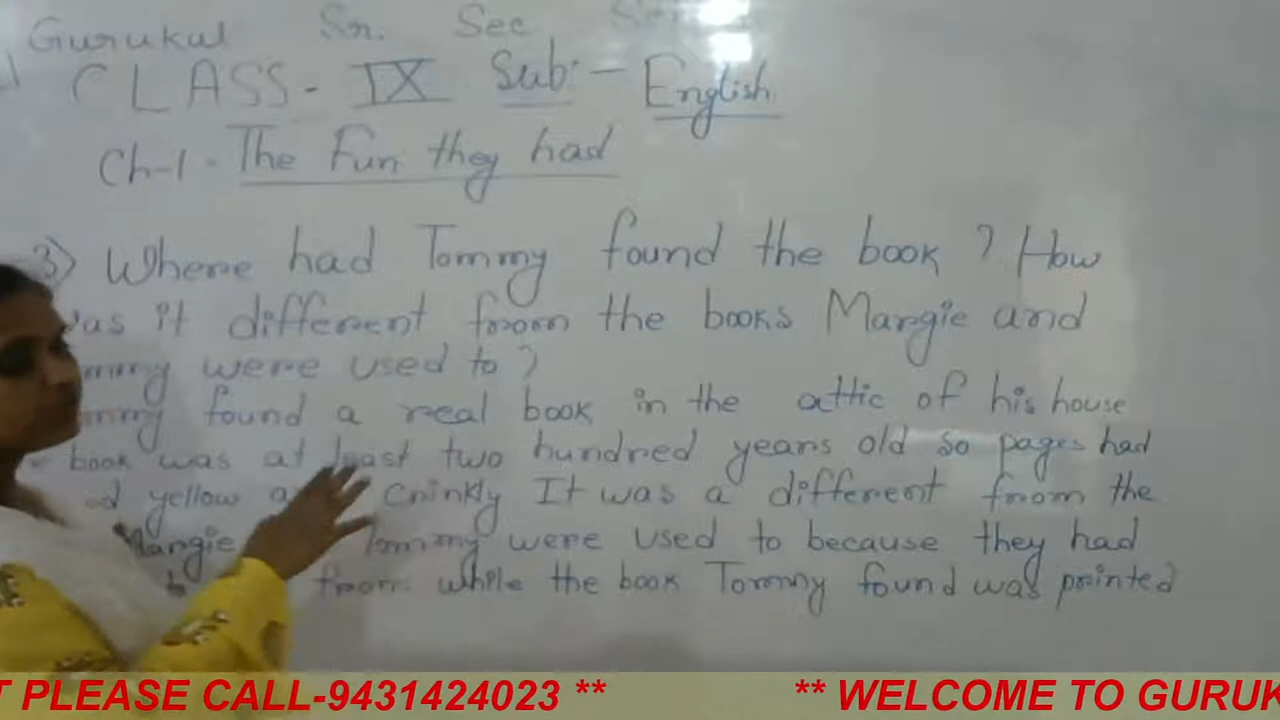 Gurukul Sr. Sec
CLASS - IX Sub:- English
Ch-1 - The Fun they had
3) Where had Tommy found the book ? How
was it different from the books Margie and
were used to ?
found a real book in the attic of his house
book was at least two hundred years old so pages had
yellow crinkly It was a different from the
Margie Tommy were used to because they had
from while the book Tommy found was printed
T PLEASE CALL-9431424023 ** ** WELCOME TO GURUK